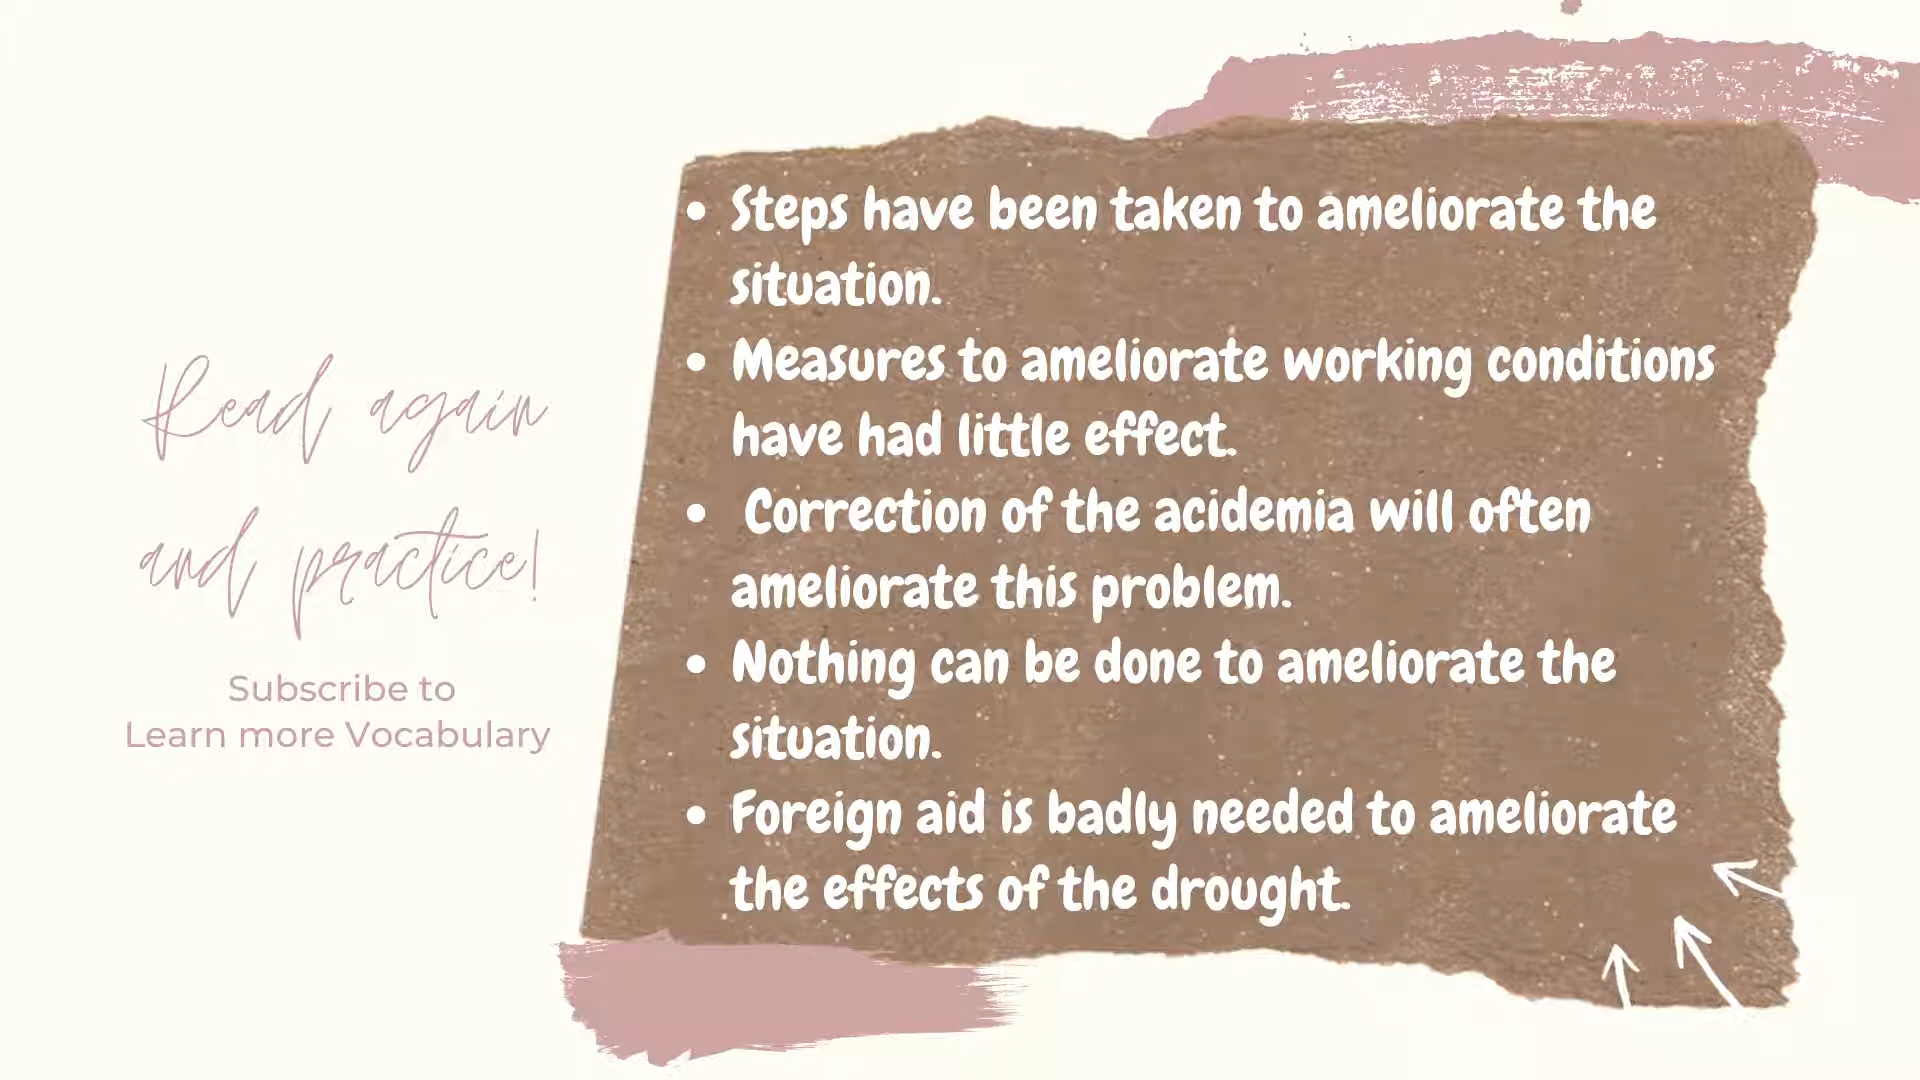 Read again
and practice!
Subscribe to
Learn more Vocabulary
• Steps have been taken to ameliorate the
situation.
• Measures to ameliorate working conditions
have had little effect.
• Correction of the acidemia will often
ameliorate this problem.
• Nothing can be done to ameliorate the
situation.
• Foreign aid is badly needed to ameliorate
the effects of the drought.